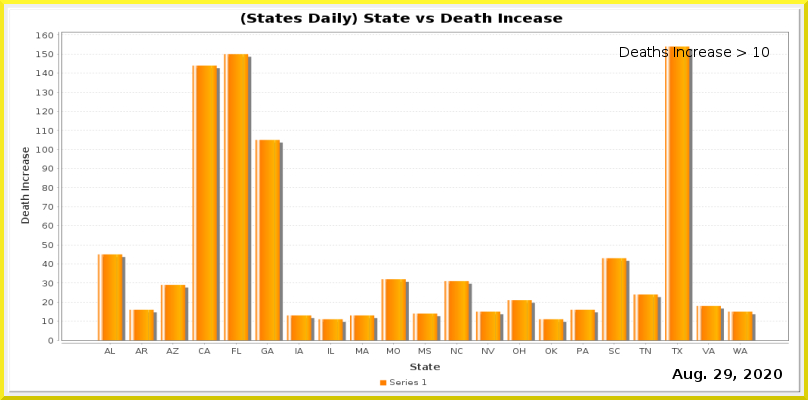 (States Daily) State vs Death Incease
Deaths Increase > 10
Death Increase
160
150
140
130
120
110
100
90
80
70
60
50
40
30
20
10
0
AL AR AZ CA FL GA IA IL MA MO MS NC NV OH OK PA SC TN TX VA WA
State
Series 1
Aug. 29, 2020